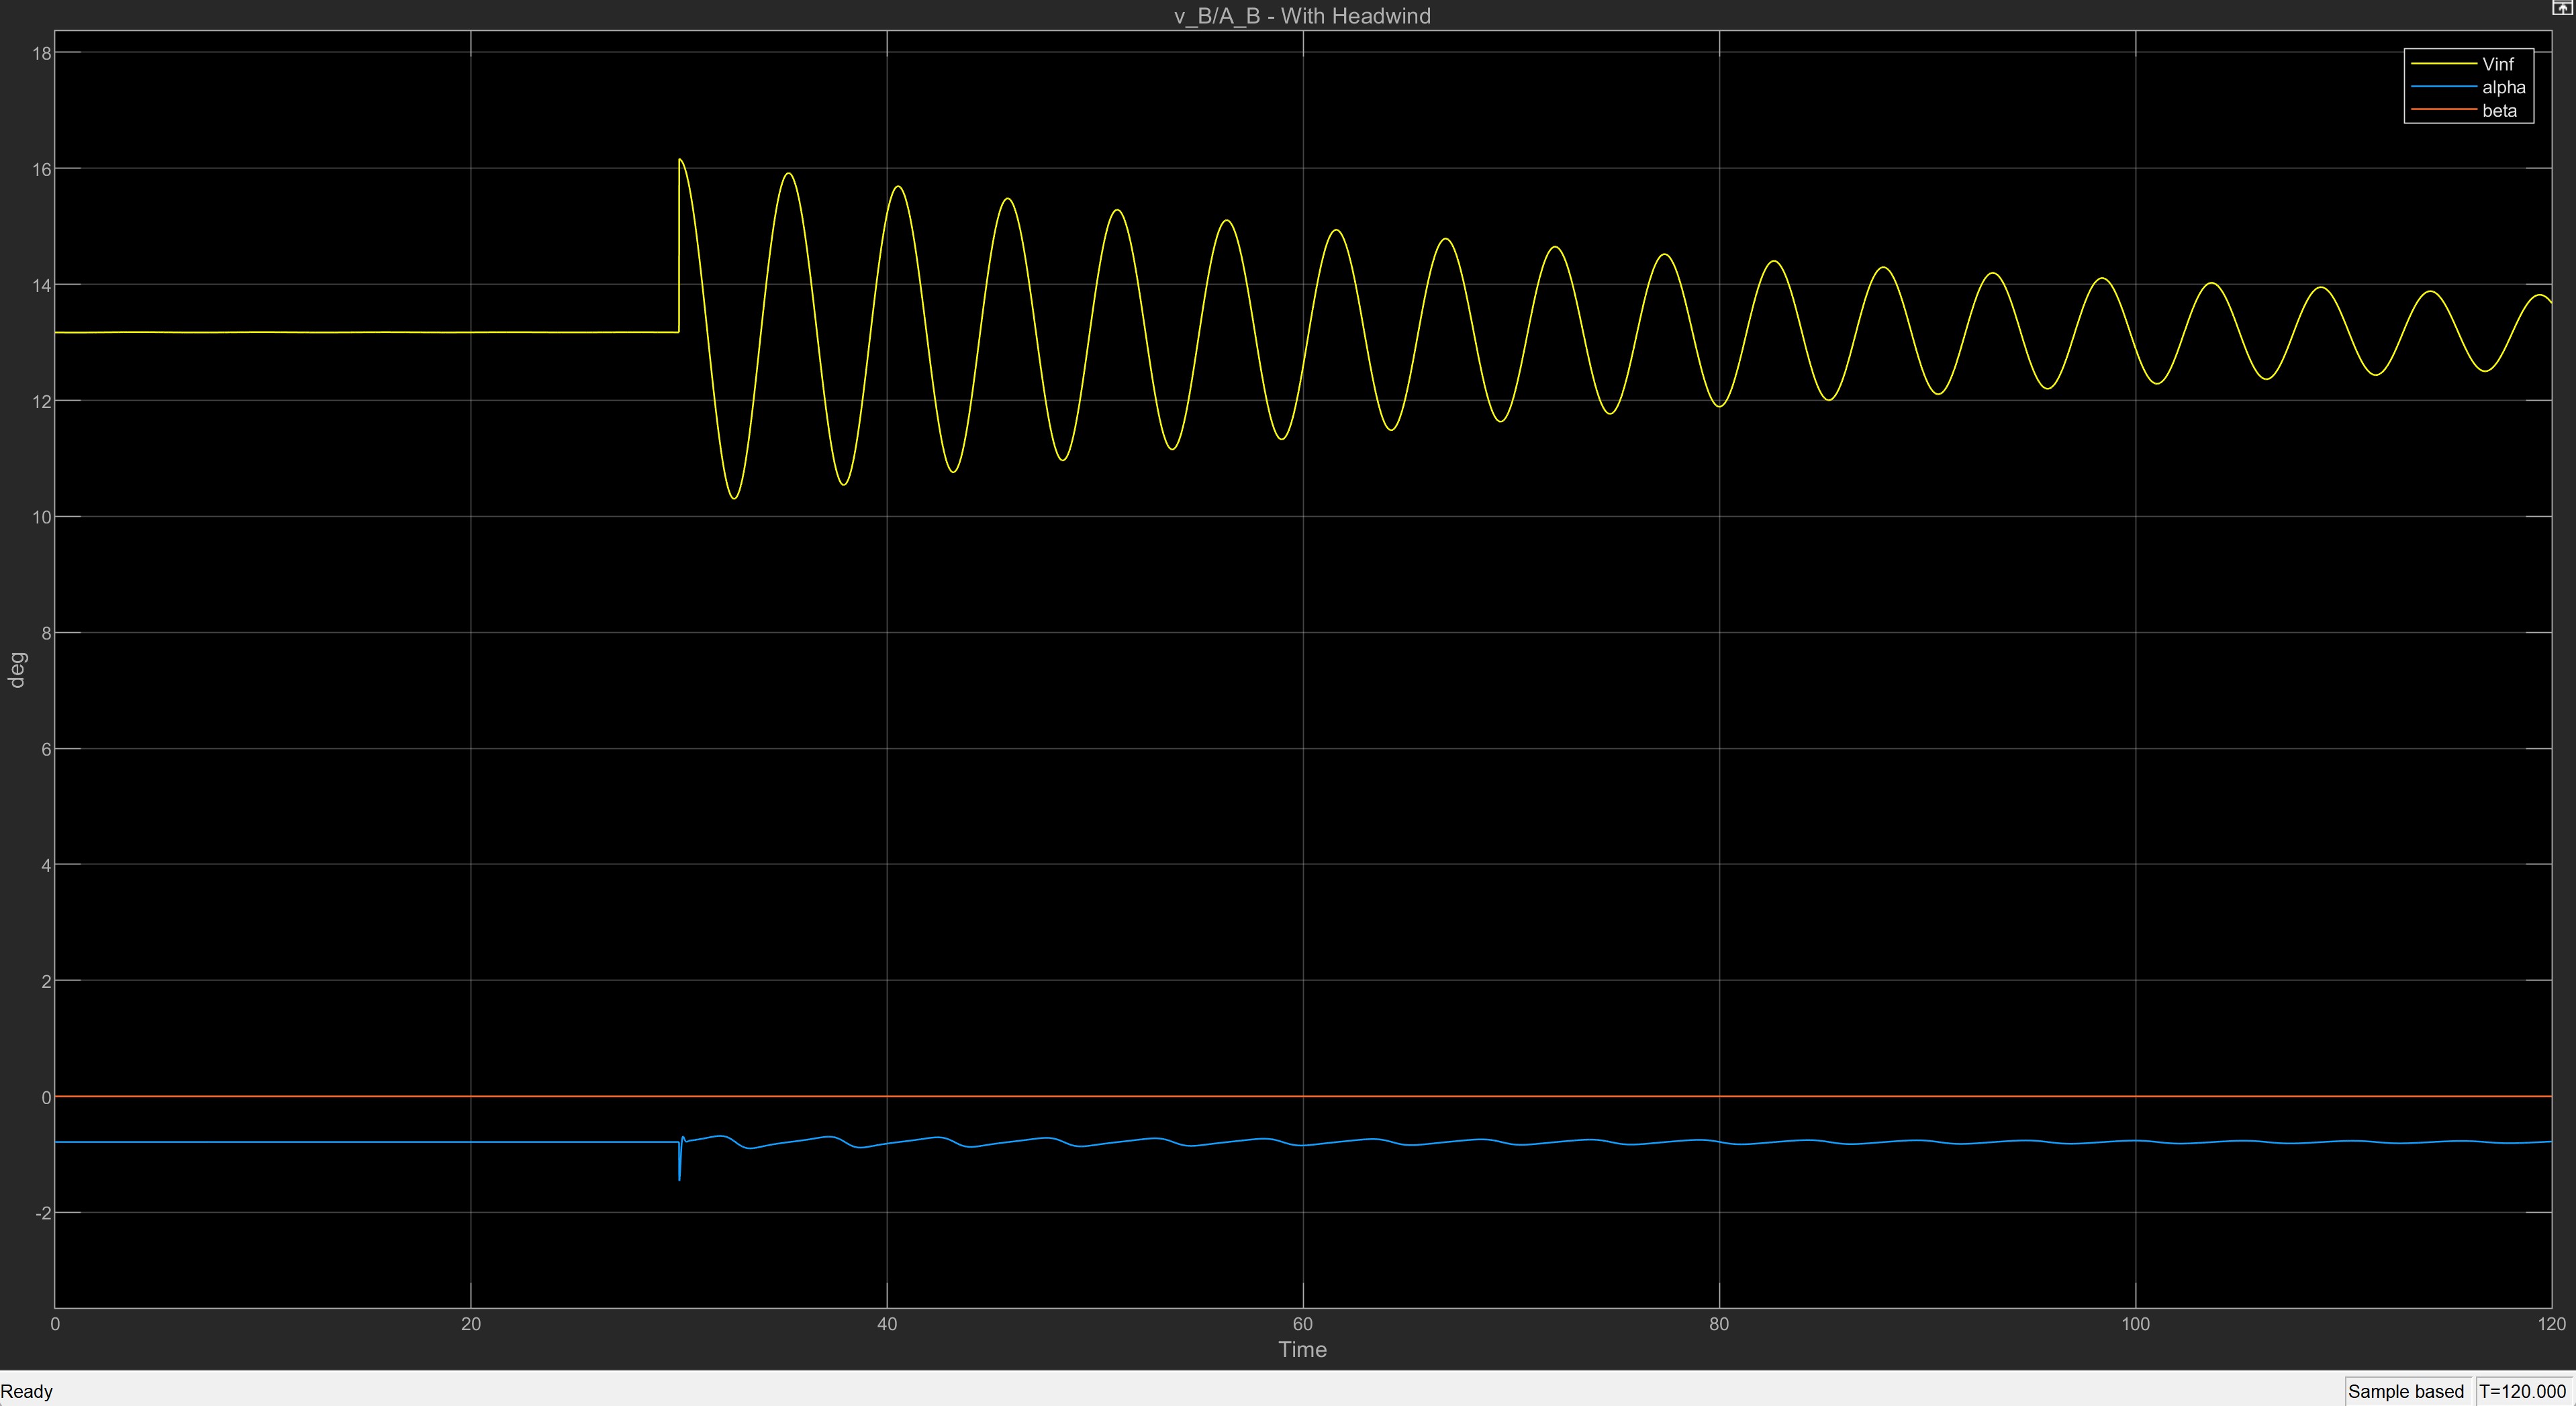 v_B/A_B - With Headwind
Vinf
alpha
beta
18
16
14
12
10
8
6
4
2
0
-2
deg
0 20 40 60 80 100 120
Time
Ready Sample based T=120.000